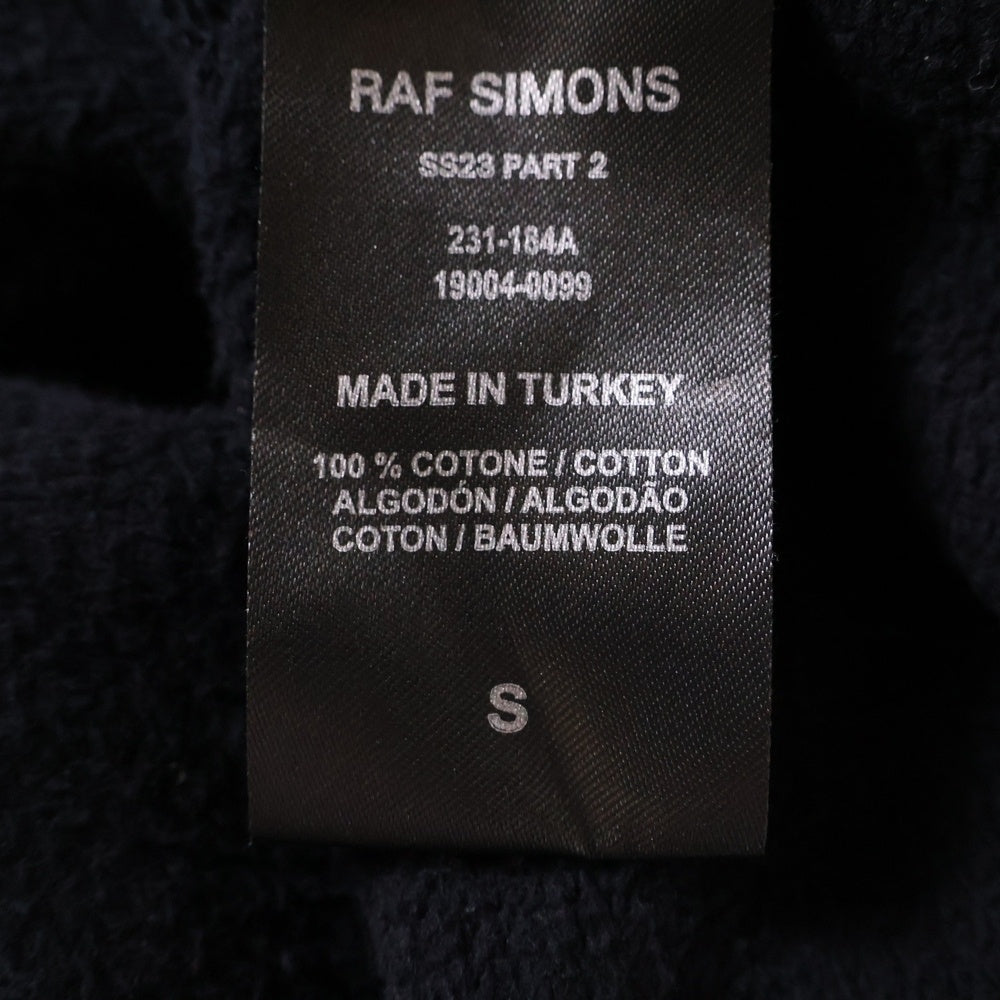 RAF SIMONS
SS23 PART 2
231-184A
19004-0099
MADE IN TURKEY
100 % COTONE / COTTON
ALGODÓN / ALGODÃO
COTON / BAUMWOLLE
S